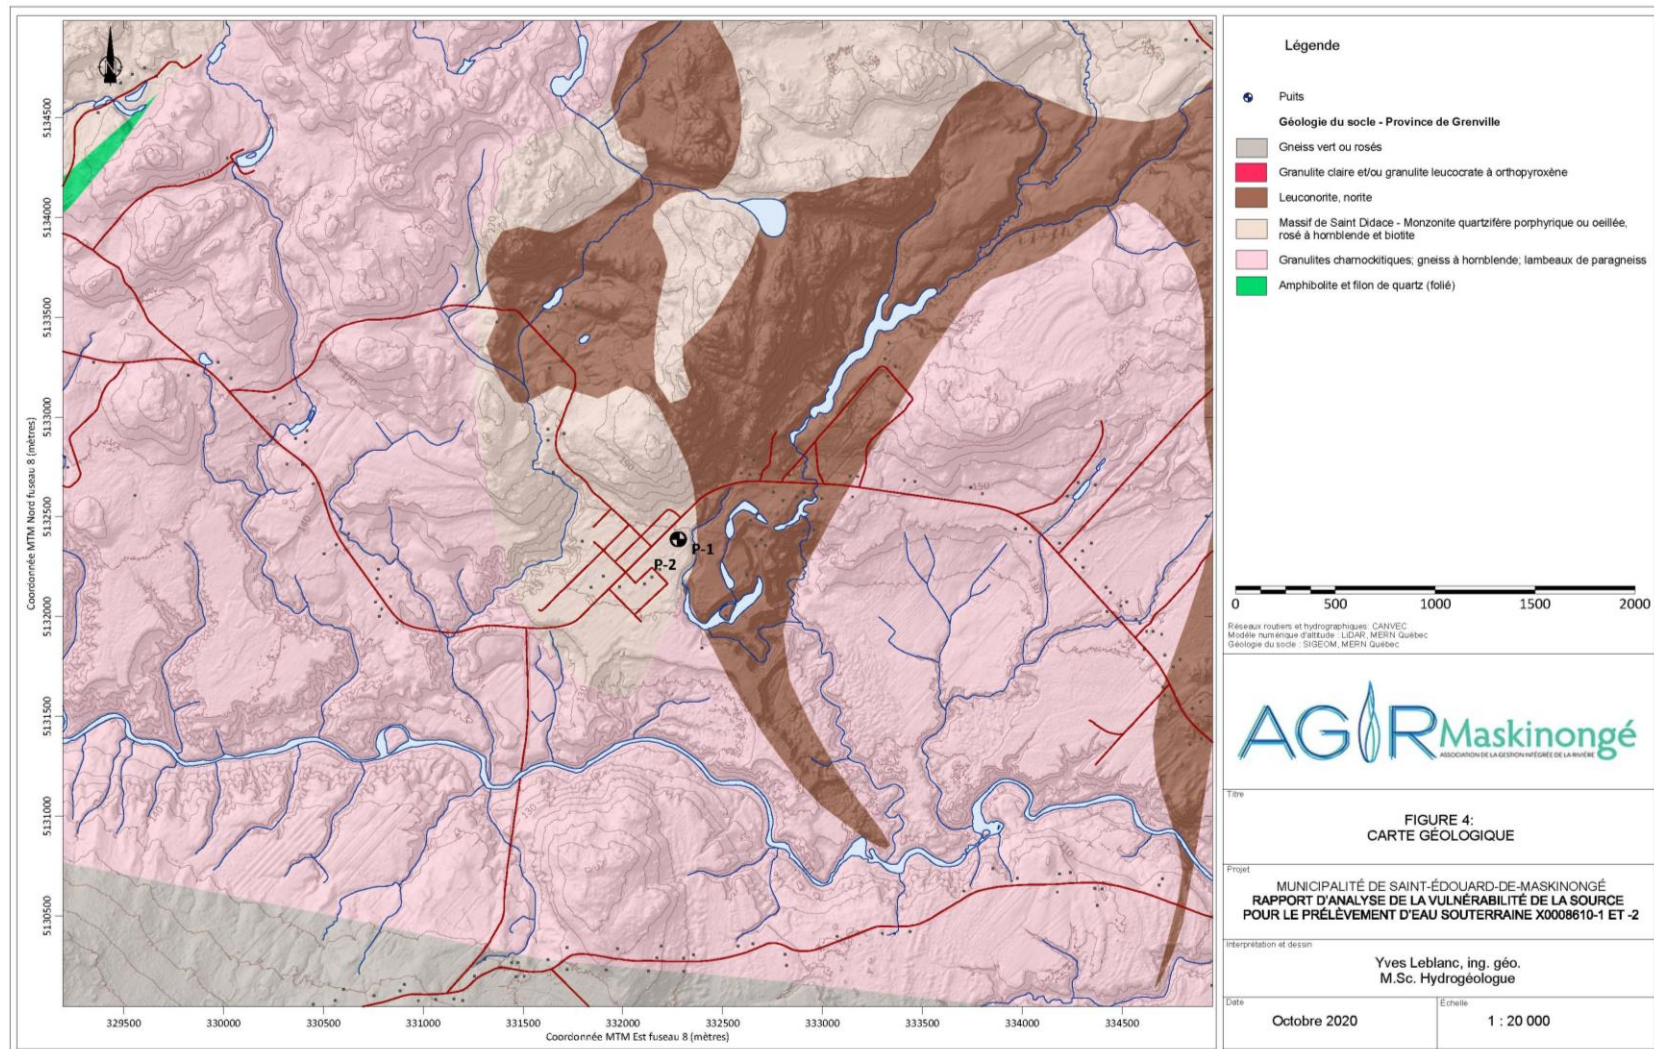 N
5134500
5134000
5133500
5133000
5132500
5132000
5131500
5131000
5130500
Coordonnée MTM Nord fuseau 8 (mètres)
P-1
P-2
150
329500 330000 330500 331000 331500 332000 332500 333000 333500 334000 334500
Coordonnée MTM Est fuseau 8 (mètres)
Légende
Puits
Géologie du socle - Province de Grenville
Gneiss vert ou rosés
Granulite claire et/ou granulite leucocrate à orthopyroxène
Leuconorite, norite
Massif de Saint Didace - Monzonite quartzifère porphyrique ou oeillée,
rosé à hornblende et biotite
Granulites charnockitiques; gneiss à hornblende; lambeaux de paragneiss
Amphibolite et filon de quartz (folié)
0 500 1000 1500 2000
Réseaux routiers et hydrographiques: CANVEC
Modèle numérique d'altitude : LiDAR, MERN Québec
Géologie du socle : SIGEOM, MERN Québec
AGIR Maskinongé
ASSOCIATION DE LA GESTION INTÉGRÉE DE LA RIVIÈRE
Titre
FIGURE 4:
CARTE GÉOLOGIQUE
Projet
MUNICIPALITÉ DE SAINT-ÉDOUARD-DE-MASKINONGÉ
RAPPORT D'ANALYSE DE LA VULNÉRABILITÉ DE LA SOURCE
POUR LE PRÉLÈVEMENT D'EAU SOUTERRAINE X0008610-1 ET -2
Interprétation et dessin
Yves Leblanc, ing. géo.
M.Sc. Hydrogéologue
Date
Octobre 2020
Échelle
1 : 20 000